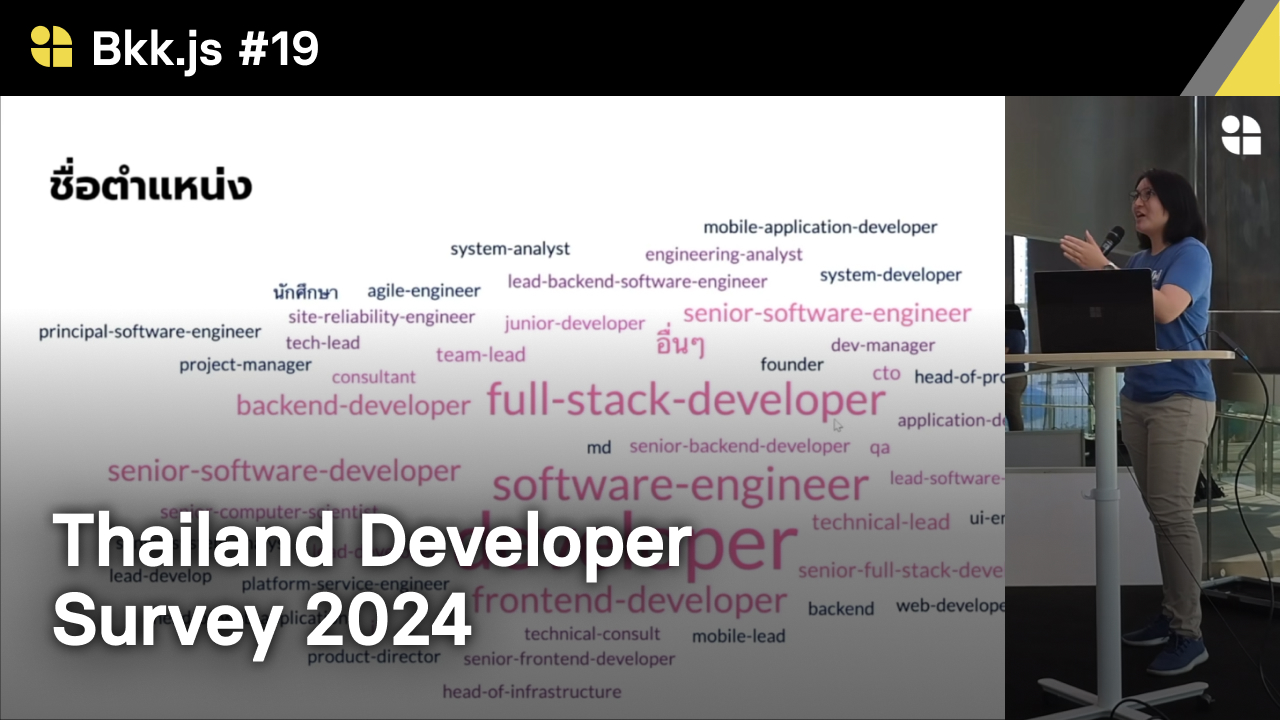 Bkk.js #19
ชื่อตำแหน่ง
mobile-application-developer
system-analyst
engineering-analyst
lead-backend-software-engineer
system-developer
นักศึกษา
agile-engineer
site-reliability-engineer
junior-developer
senior-software-engineer
principal-software-engineer
tech-lead
อื่นๆ
dev-manager
project-manager
team-lead
founder
consultant
cto
head-of-pro
backend-developer
full-stack-developer
application-de
md
senior-backend-developer
qa
senior-software-developer
software-engineer
lead-software-
senior-computer-scientist
developer
technical-lead
ui-en
Thailand Developer
senior-full-stack-deve
lead-develop
platform-service-engineer
frontend-developer
backend
web-develope
Survey 2024
technical-consult
mobile-lead
product-director
senior-frontend-developer
head-of-infrastructure